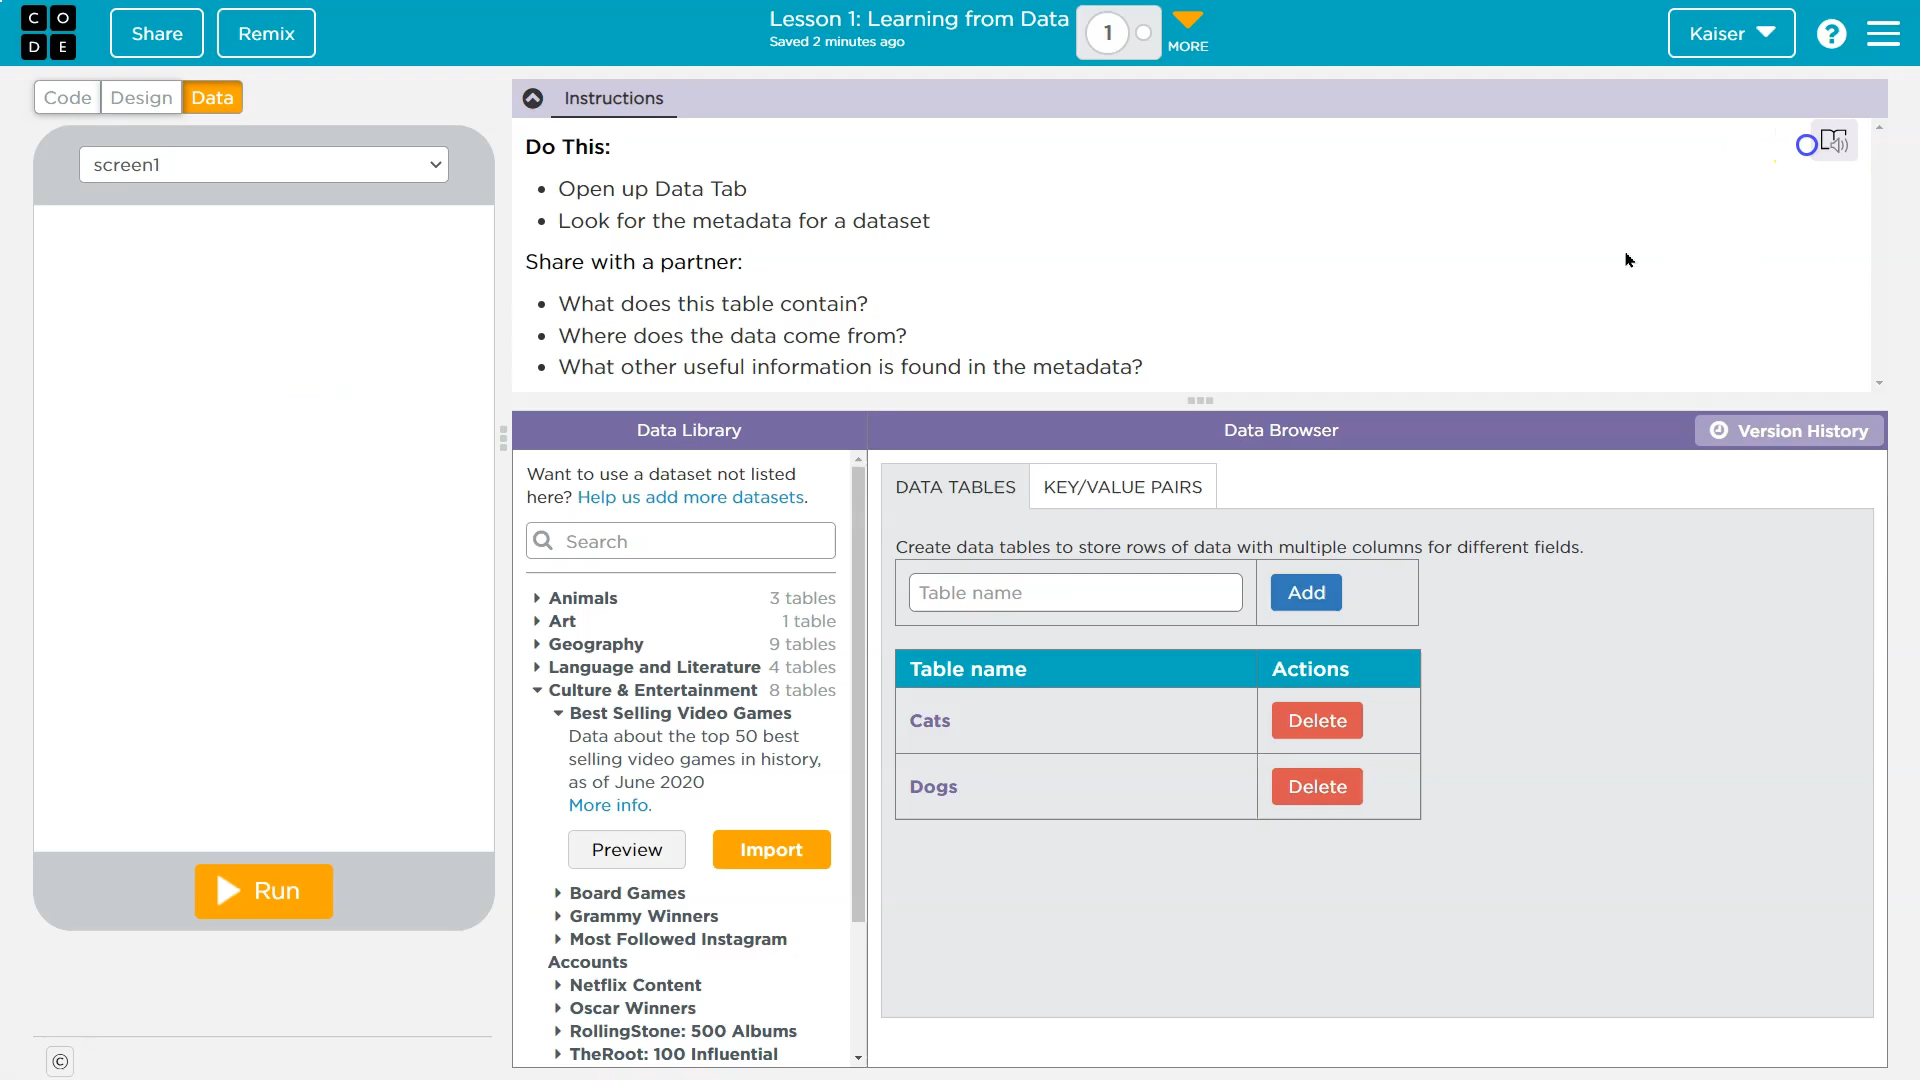 C O
D E
Share
Remix
Lesson 1: Learning from Data
Saved 2 minutes ago
1
MORE
Kaiser
?
Code
Design
Data
screen1
Run
©
Instructions
Do This:
• Open up Data Tab
• Look for the metadata for a dataset
Share with a partner:
• What does this table contain?
• Where does the data come from?
• What other useful information is found in the metadata?
Data Library
Want to use a dataset not listed
here? Help us add more datasets.
Search
Animals 3 tables
Art 1 table
Geography 9 tables
Language and Literature 4 tables
Culture & Entertainment 8 tables
Best Selling Video Games
Data about the top 50 best
selling video games in history,
as of June 2020
More info.
Preview
Import
Board Games
Grammy Winners
Most Followed Instagram
Accounts
Netflix Content
Oscar Winners
RollingStone: 500 Albums
TheRoot: 100 Influential
Data Browser
Version History
DATA TABLES
KEY/VALUE PAIRS
Create data tables to store rows of data with multiple columns for different fields.
Table name
Add
Table name Actions
Cats Delete
Dogs Delete